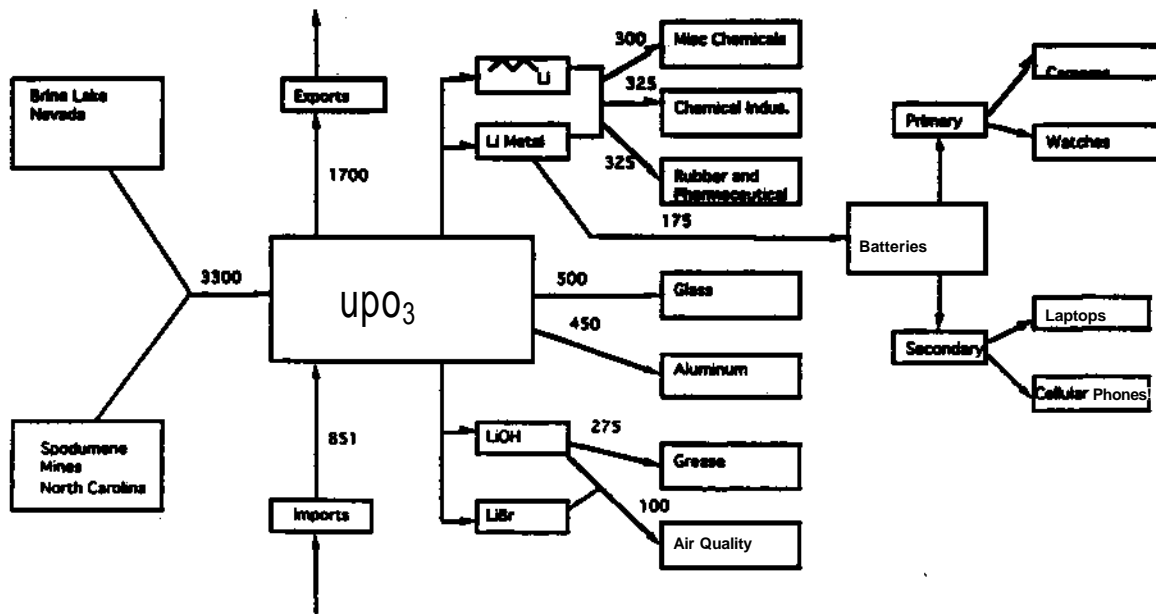 Brine Lake
Nevada
Exports
1700
3300
upo3
851
Imports
Spodumene
Mines
North Carolina
Li
Li Metal
300
325
325
175
Misc Chemicals
Chemical Indus.
Rubber and
Pharmaceutical
500
450
Glass
Aluminum
LiOH
LiBr
275
100
Grease
Air Quality
Batteries
Primary
Watches
Secondary
Laptops
Cellular Phones